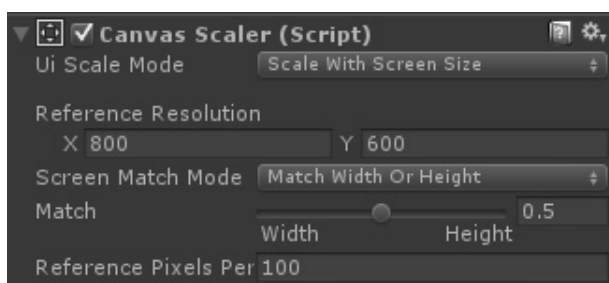 Canvas Scaler (Script)
Ui Scale Mode Scale With Screen Size
Reference Resolution
X 800 Y 600
Screen Match Mode Match Width Or Height
Match 0.5
Width Height
Reference Pixels Per 100